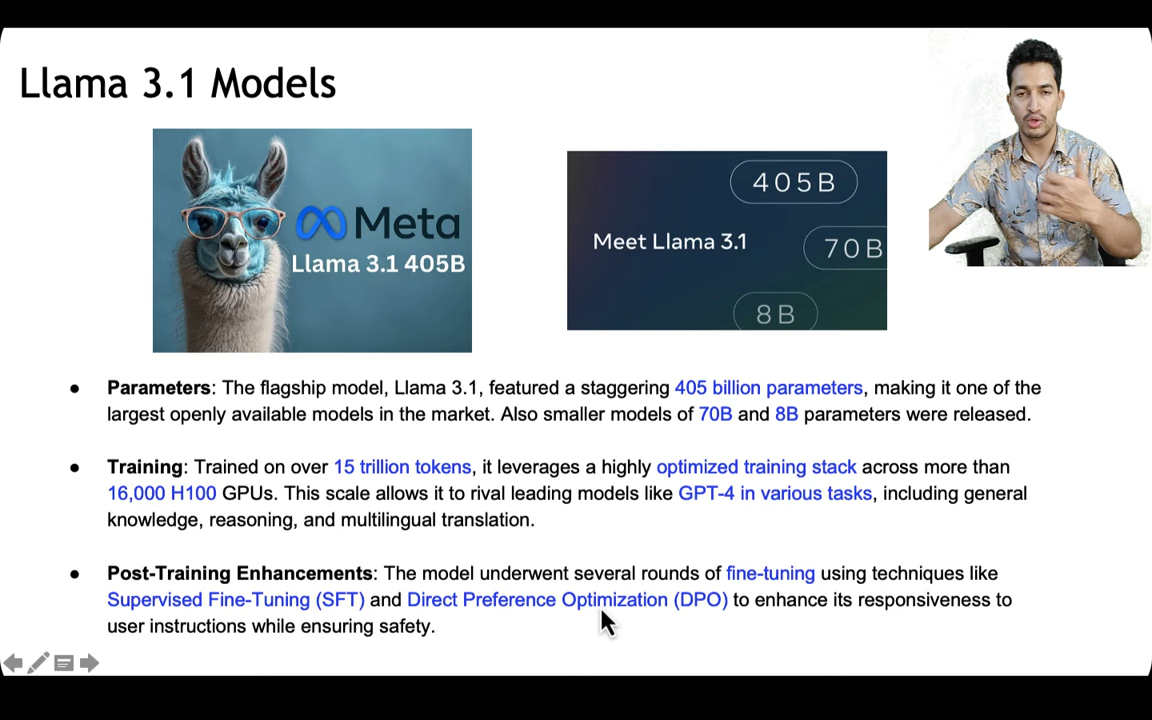 Llama 3.1 Models
Meta
Llama 3.1 405B
405B
Meet Llama 3.1
70B
8B
● Parameters: The flagship model, Llama 3.1, featured a staggering 405 billion parameters, making it one of the
largest openly available models in the market. Also smaller models of 70B and 8B parameters were released.
● Training: Trained on over 15 trillion tokens, it leverages a highly optimized training stack across more than
16,000 H100 GPUs. This scale allows it to rival leading models like GPT-4 in various tasks, including general
knowledge, reasoning, and multilingual translation.
● Post-Training Enhancements: The model underwent several rounds of fine-tuning using techniques like
Supervised Fine-Tuning (SFT) and Direct Preference Optimization (DPO) to enhance its responsiveness to
user instructions while ensuring safety.